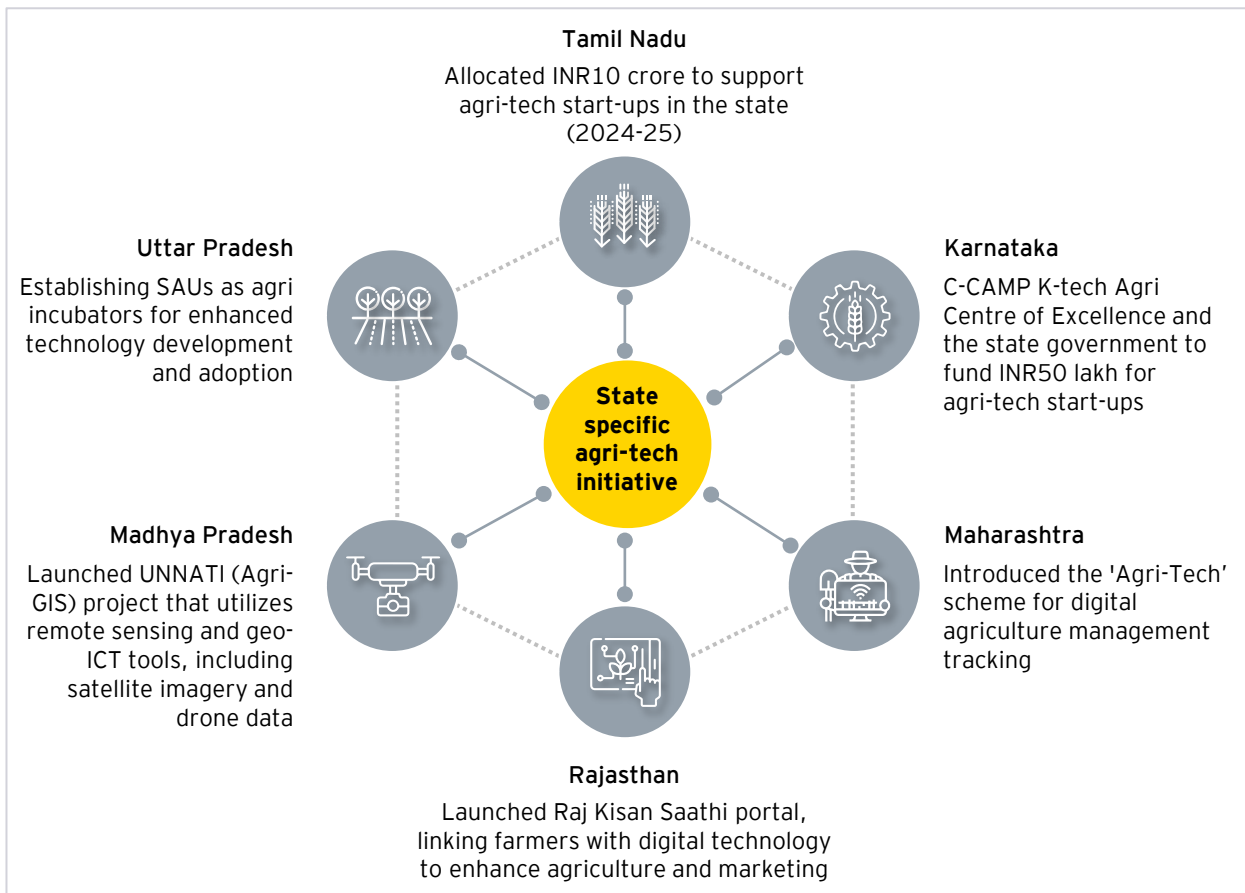 Tamil Nadu
Allocated INR10 crore to support
agri-tech start-ups in the state
(2024-25)
Uttar Pradesh
Establishing SAUs as agri
incubators for enhanced
technology development
and adoption
Karnataka
C-CAMP K-tech Agri
Centre of Excellence and
the state government to
fund INR50 lakh for
agri-tech start-ups
State
specific
agri-tech
initiative
Madhya Pradesh
Launched UNNATI (Agri-
GIS) project that utilizes
remote sensing and geo-
ICT tools, including
satellite imagery and
drone data
Maharashtra
Introduced the 'Agri-Tech’
scheme for digital
agriculture management
tracking
Rajasthan
Launched Raj Kisan Saathi portal,
linking farmers with digital technology
to enhance agriculture and marketing